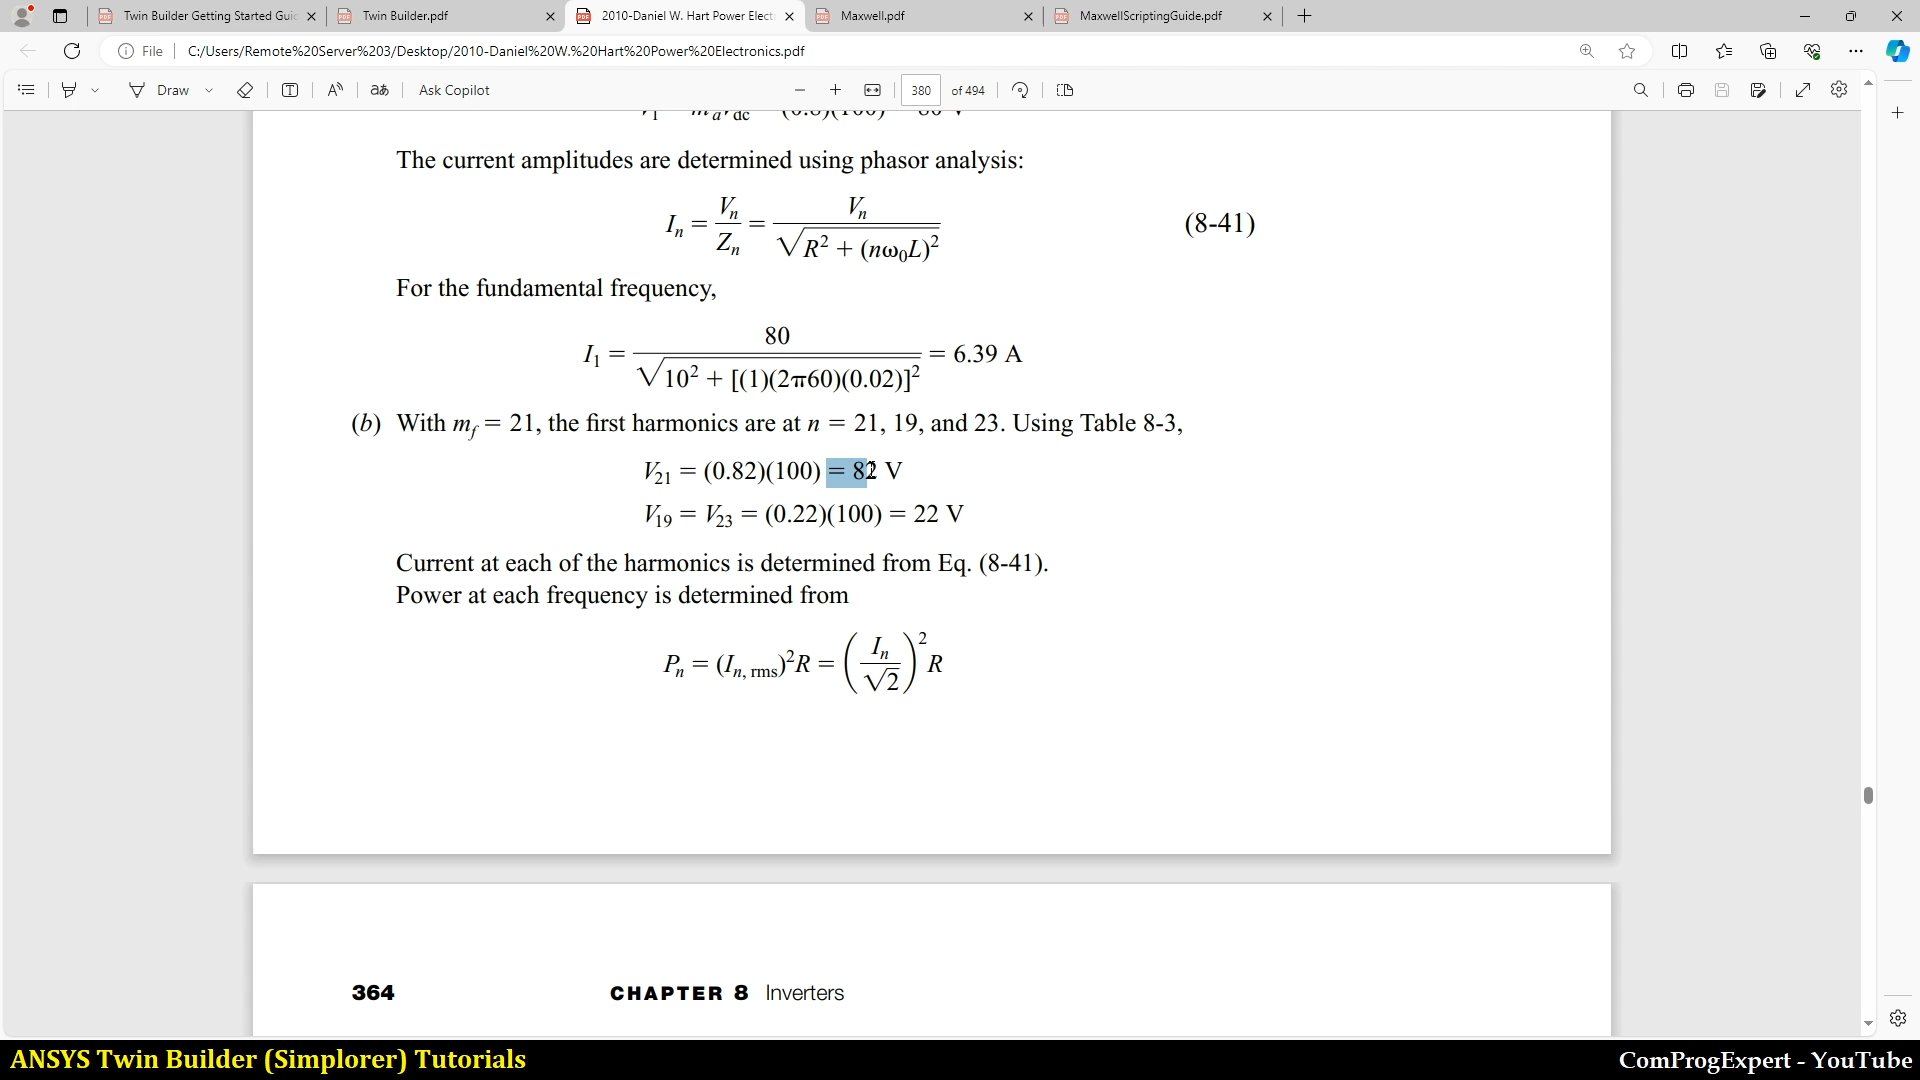 Twin Builder Getting Started Guid
Twin Builder.pdf
2010-Daniel W. Hart Power Elect
Maxwell.pdf
MaxwellScriptingGuide.pdf
File
C:/Users/Remote%20Server%203/Desktop/2010-Daniel%20W.%20Hart%20Power%20Electronics.pdf
Draw
Ask Copilot
380 of 494
The current amplitudes are determined using phasor analysis:
Iₙ = Vₙ/Zₙ = Vₙ/√(R² + (nω₀L)²) (8-41)
For the fundamental frequency,
I₁ = 80/√(10² + [(1)(2π60)(0.02)]²) = 6.39 A
(b) With m_f = 21, the first harmonics are at n = 21, 19, and 23. Using Table 8-3,
V₂₁ = (0.82)(100) = 82 V
V₁₉ = V₂₃ = (0.22)(100) = 22 V
Current at each of the harmonics is determined from Eq. (8-41).
Power at each frequency is determined from
Pₙ = (Iₙ, rms)²R = (Iₙ/√2)²R
364 CHAPTER 8 Inverters
ANSYS Twin Builder (Simplorer) Tutorials
ComProgExpert - YouTube